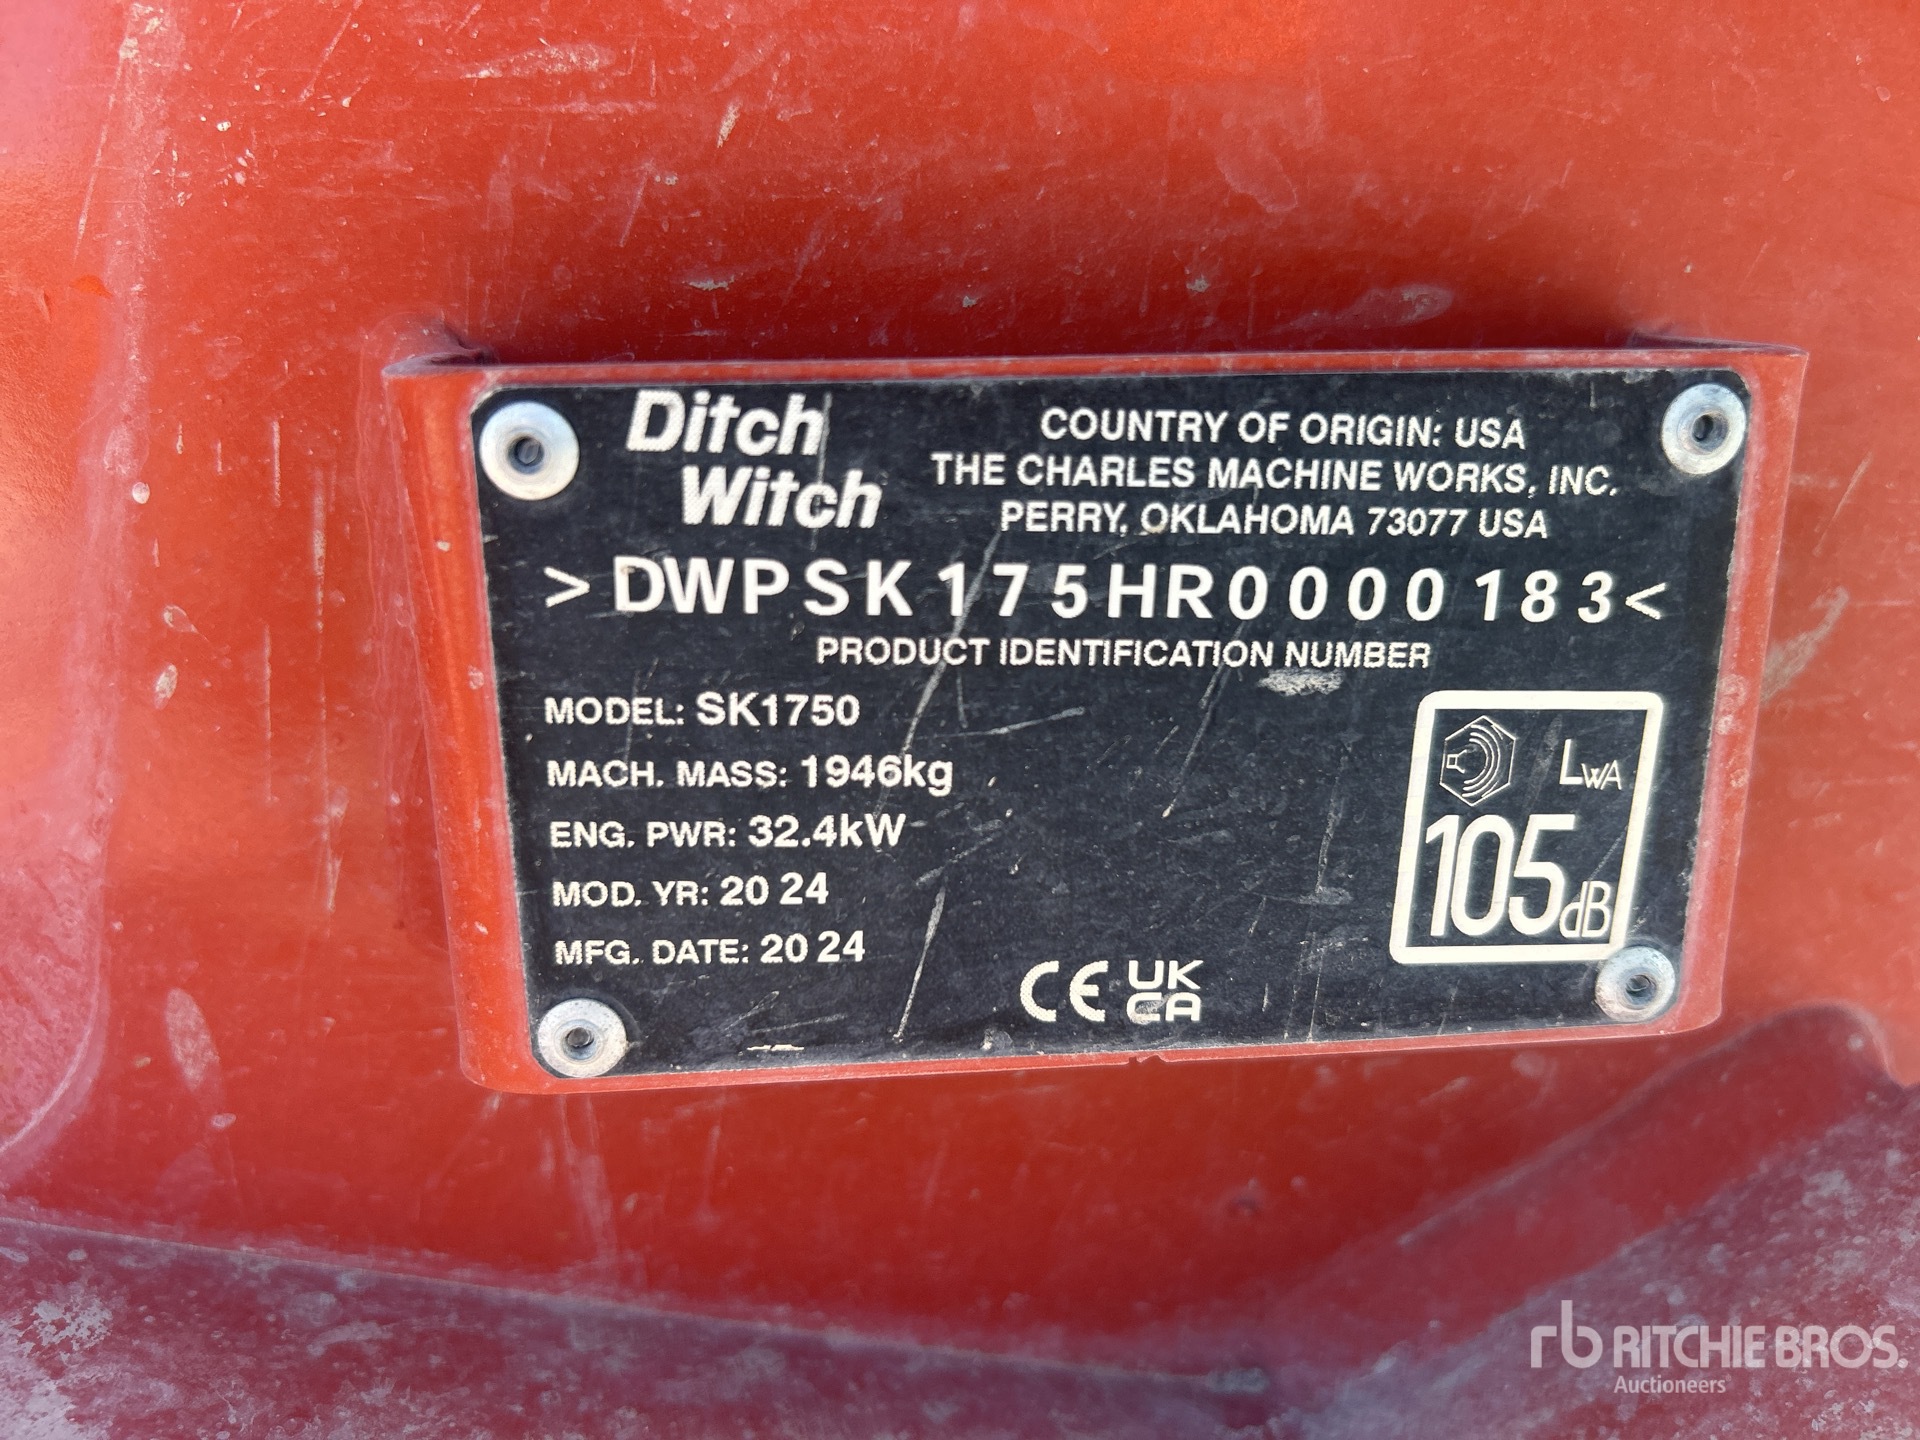 Ditch
Witch
COUNTRY OF ORIGIN: USA
THE CHARLES MACHINE WORKS, INC.
PERRY, OKLAHOMA 73077 USA
>DWPSK175HR0000183<
PRODUCT IDENTIFICATION NUMBER
MODEL: SK1750
MACH. MASS: 1946kg
ENG. PWR: 32.4kW
MOD. YR: 20 24
MFG. DATE: 20 24
LWA
105dB
CE
UK
CA
rb RITCHIE BROS.
Auctioneers